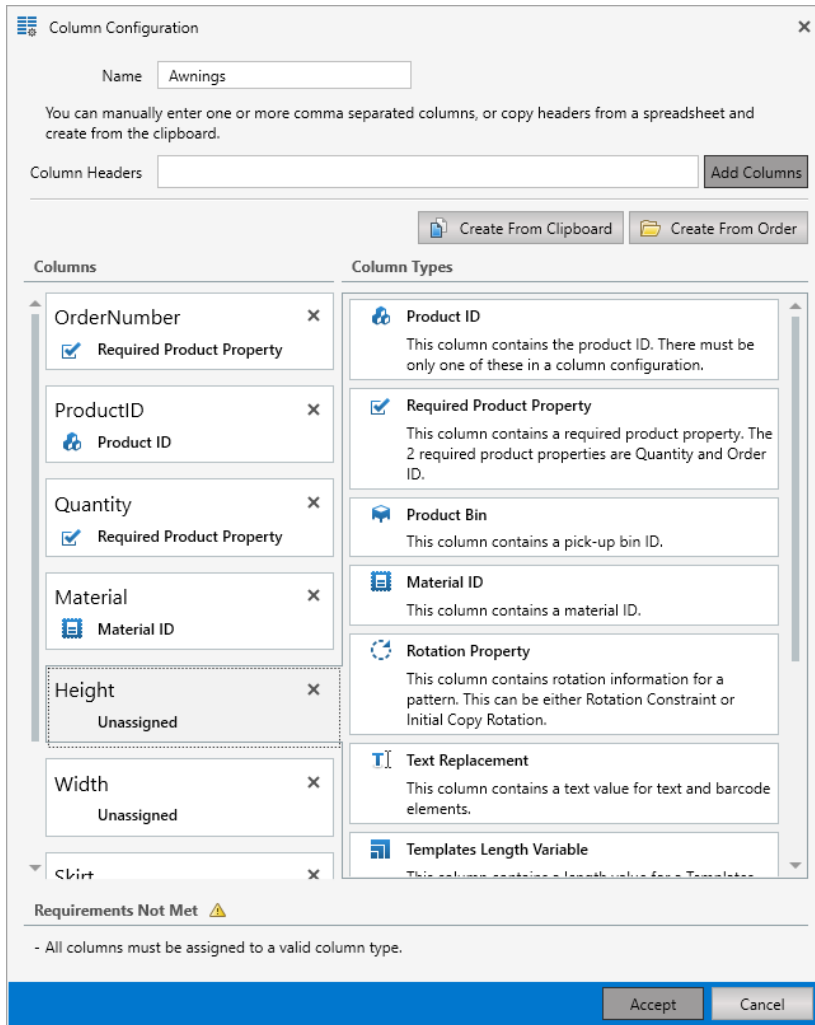 Column Configuration
Name Awnings
You can manually enter one or more comma separated columns, or copy headers from a spreadsheet and
create from the clipboard.
Column Headers Add Columns
Create From Clipboard Create From Order
Columns
OrderNumber
Required Product Property
ProductID
Product ID
Quantity
Required Product Property
Material
Material ID
Height
Unassigned
Width
Unassigned
Skirt
Column Types
Product ID
This column contains the product ID. There must be
only one of these in a column configuration.
Required Product Property
This column contains a required product property. The
2 required product properties are Quantity and Order
ID.
Product Bin
This column contains a pick-up bin ID.
Material ID
This column contains a material ID.
Rotation Property
This column contains rotation information for a
pattern. This can be either Rotation Constraint or
Initial Copy Rotation.
Text Replacement
This column contains a text value for text and barcode
elements.
Templates Length Variable
This column contains a length value for a Templates
Requirements Not Met
- All columns must be assigned to a valid column type.
Accept Cancel